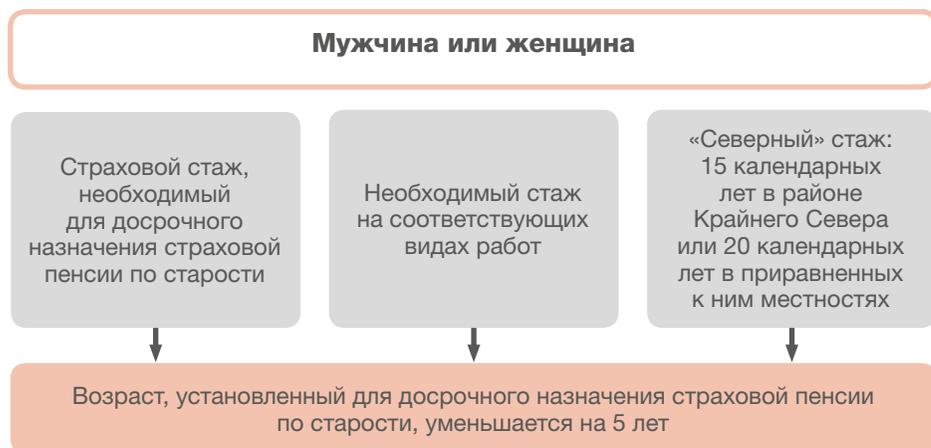 Мужчина или женщина
Страховой стаж,
необходимый
для досрочного
назначения страховой
пенсии по старости
Необходимый стаж
на соответствующих
видах работ
«Северный» стаж:
15 календарных
лет в районе
Крайнего Севера
или 20 календарных
лет в приравненных
к ним местностях
Возраст, установленный для досрочного назначения страховой пенсии
по старости, уменьшается на 5 лет